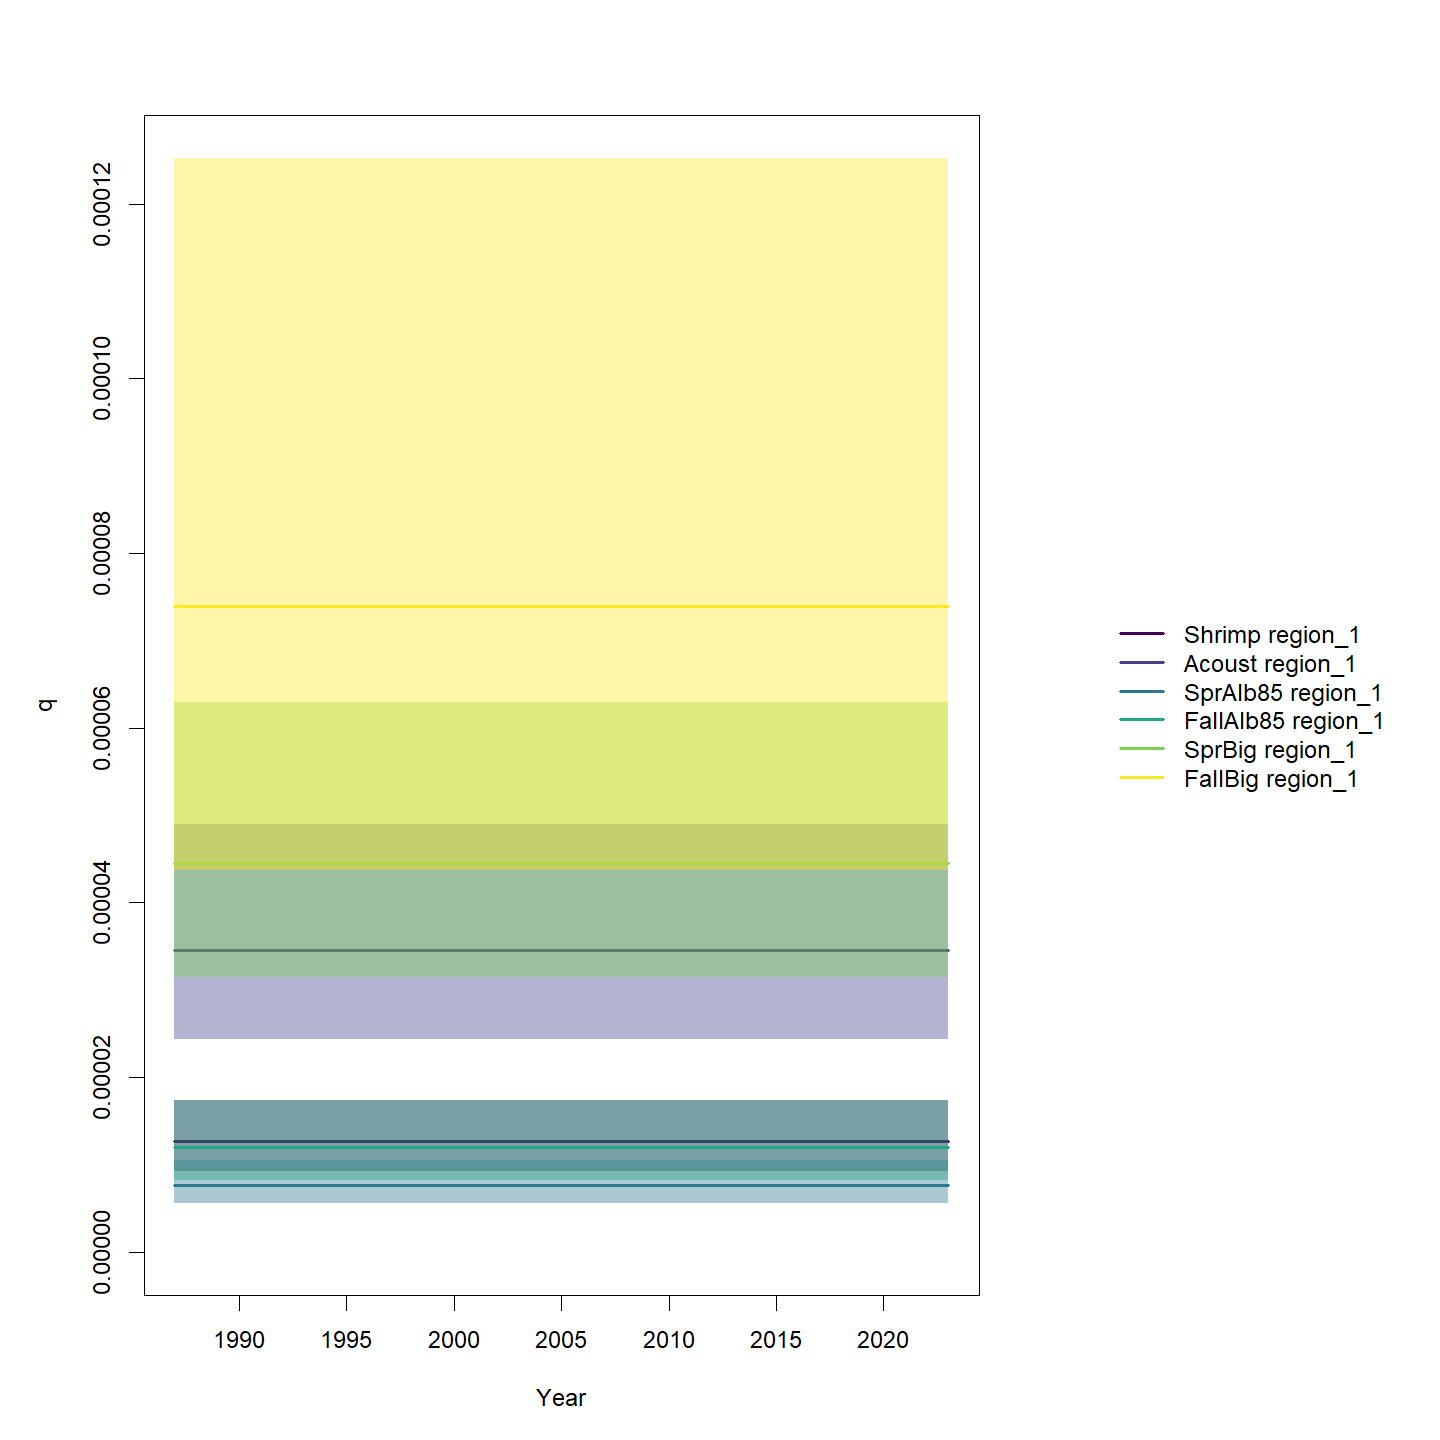 0.00012
0.00010
0.00008
0.00006
0.00004
0.00002
0.00000
q
1990 1995 2000 2005 2010 2015 2020
Year
Shrimp region_1
Acoust region_1
SprAlb85 region_1
FallAlb85 region_1
SprBig region_1
FallBig region_1